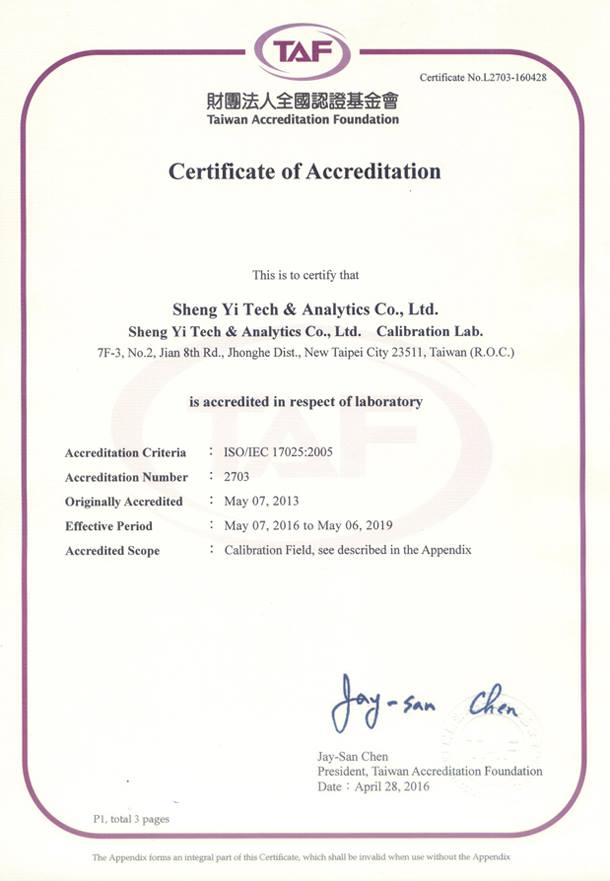 TAF
Certificate No.L2703-160428
財團法人全國認證基金會
Taiwan Accreditation Foundation
Certificate of Accreditation
This is to certify that
Sheng Yi Tech & Analytics Co., Ltd.
Sheng Yi Tech & Analytics Co., Ltd. Calibration Lab.
7F-3, No.2, Jian 8th Rd., Jhonghe Dist., New Taipei City 23511, Taiwan (R.O.C.)
is accredited in respect of laboratory
TAF
Accreditation Criteria : ISO/IEC 17025:2005
Accreditation Number : 2703
Originally Accredited : May 07, 2013
Effective Period : May 07, 2016 to May 06, 2019
Accredited Scope : Calibration Field, see described in the Appendix
Jay-san Chen
Jay-San Chen
President, Taiwan Accreditation Foundation
Date：April 28, 2016
P1, total 3 pages
The Appendix forms an integral part of this Certificate, which shall be invalid when use without the Appendix